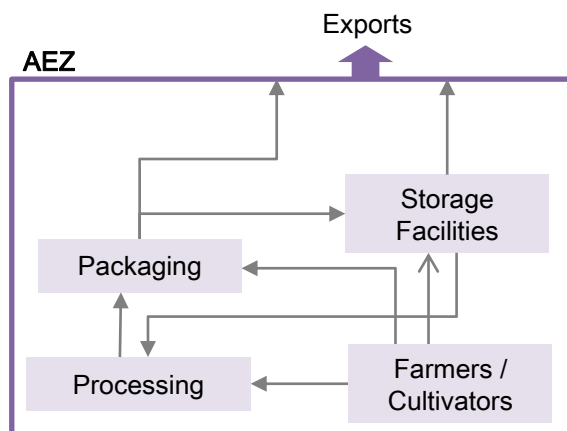 Exports
AEZ
Storage
Facilities
Packaging
Processing
Farmers /
Cultivators